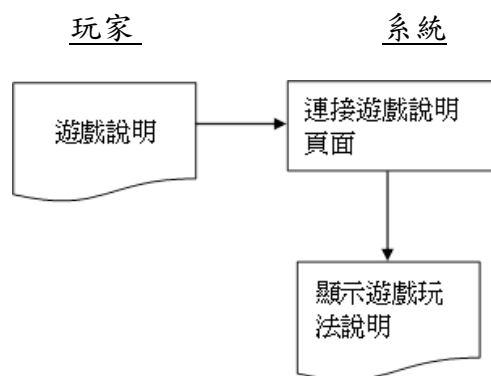 玩家
系統
遊戲說明
連接遊戲說明
頁面
顯示遊戲玩
法說明